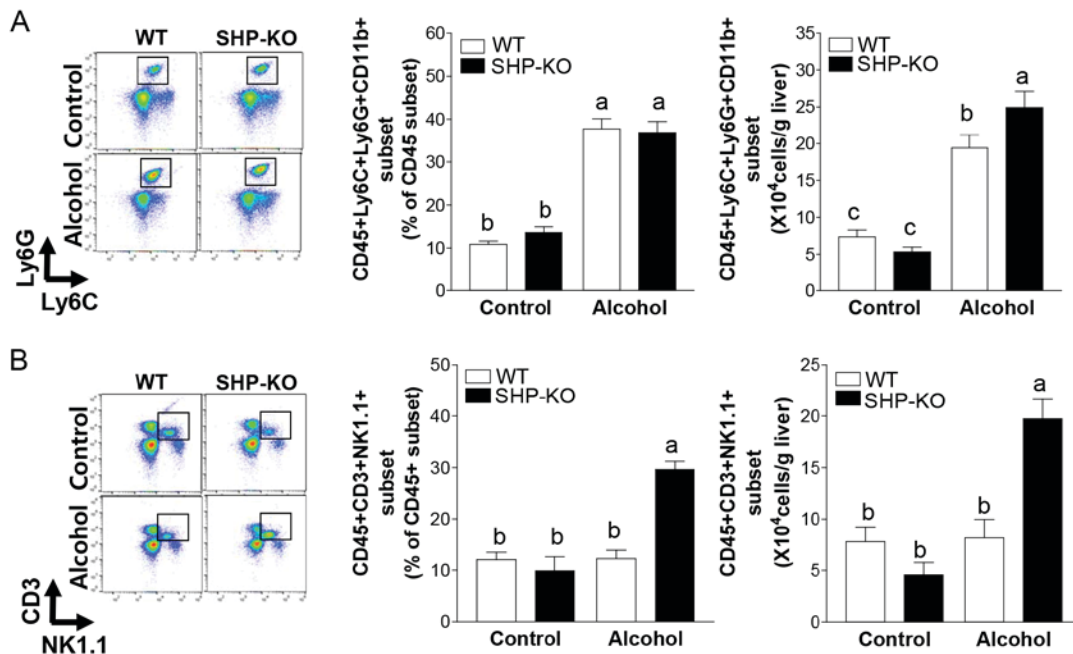 A
WT
SHP-KO
Control
Alcohol
Ly6G
Ly6C
CD45+Ly6C+Ly6G+CD11b+
subset
(% of CD45 subset)
60
50
40
30
20
10
0
WT
SHP-KO
b
b
a
a
Control
Alcohol
CD45+Ly6C+Ly6G+CD11b+
subset
(X10⁴cells/g liver)
35
30
25
20
15
10
5
0
WT
SHP-KO
c
c
b
a
Control
Alcohol
B
WT
SHP-KO
Control
Alcohol
CD3
NK1.1
CD45+CD3+NK1.1+
subset
(% of CD45+ subset)
50
40
30
20
10
0
WT
SHP-KO
b
b
b
a
Control
Alcohol
CD45+CD3+NK1.1+
subset
(X10⁴cells/g liver)
25
20
15
10
5
0
WT
SHP-KO
b
b
b
a
Control
Alcohol